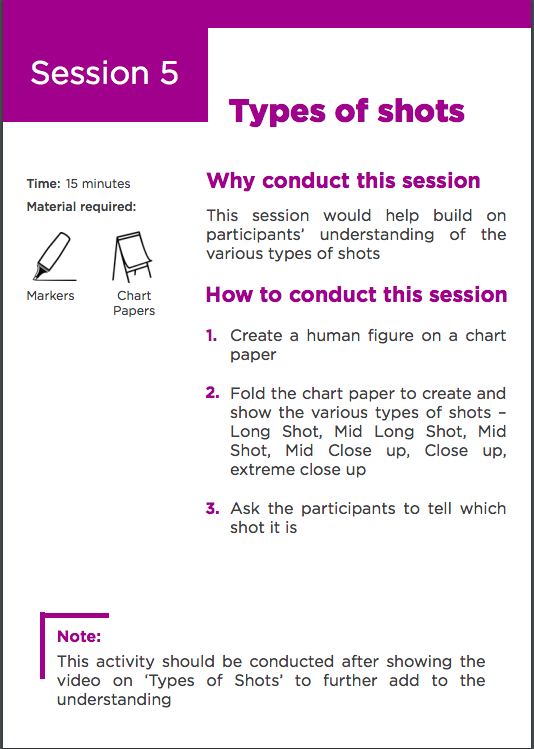 Session 5
Types of shots
Time: 15 minutes
Material required:
Markers
Chart
Papers
Why conduct this session
This session would help build on
participants' understanding of the
various types of shots
How to conduct this session
1. Create a human figure on a chart
paper
2. Fold the chart paper to create and
show the various types of shots –
Long Shot, Mid Long Shot, Mid
Shot, Mid Close up, Close up,
extreme close up
3. Ask the participants to tell which
shot it is
Note:
This activity should be conducted after showing the
video on ‘Types of Shots’ to further add to the
understanding